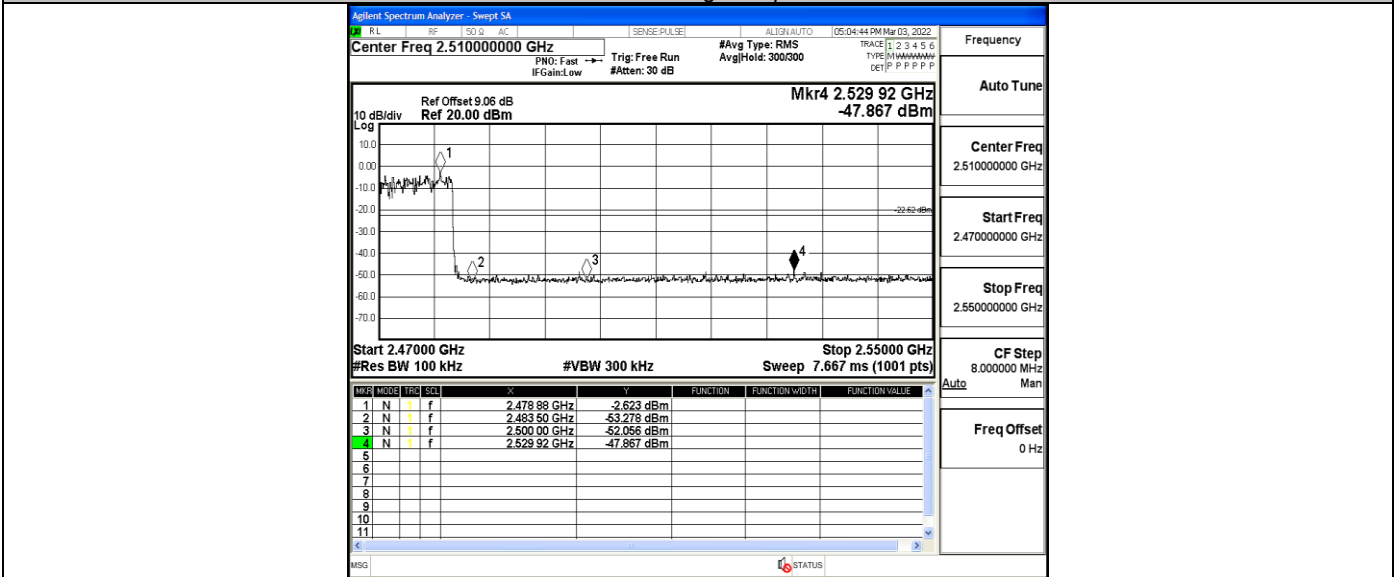 Agilent Spectrum Analyzer - Swept SA
LXI RL RF 50 Ω AC SENSE:PULSE ALIGNAUTO 05:04:44 PM Mar 03, 2022
Center Freq 2.510000000 GHz
PNO: Fast
IFGain:Low
Trig: Free Run
#Atten: 30 dB
#Avg Type: RMS
Avg|Hold: 300/300
TRACE 1 2 3 4 5 6
TYPE M W W W W W
DET P P P P P P
Frequency
Auto Tune
Center Freq
2.510000000 GHz
Start Freq
2.470000000 GHz
Stop Freq
2.550000000 GHz
CF Step
8.000000 MHz
Auto Man
Freq Offset
0 Hz
Mkr4 2.529 92 GHz
-47.867 dBm
Ref Offset 9.06 dB
10 dB/div Ref 20.00 dBm
Log
10.0
0.00
-10.0
-20.0
-30.0
-40.0
-50.0
-60.0
-70.0
1
2
3
4
-22.62 dBm
Start 2.47000 GHz Stop 2.55000 GHz
#Res BW 100 kHz #VBW 300 kHz Sweep 7.667 ms (1001 pts)
MKR MODE TRC SCL X Y FUNCTION FUNCTION WIDTH FUNCTION VALUE
1 N 1 f 2.478 88 GHz -2.623 dBm
2 N 1 f 2.483 50 GHz -53.278 dBm
3 N 1 f 2.500 00 GHz -52.056 dBm
4 N 1 f 2.529 92 GHz -47.867 dBm
5
6
7
8
9
10
11
MSG STATUS